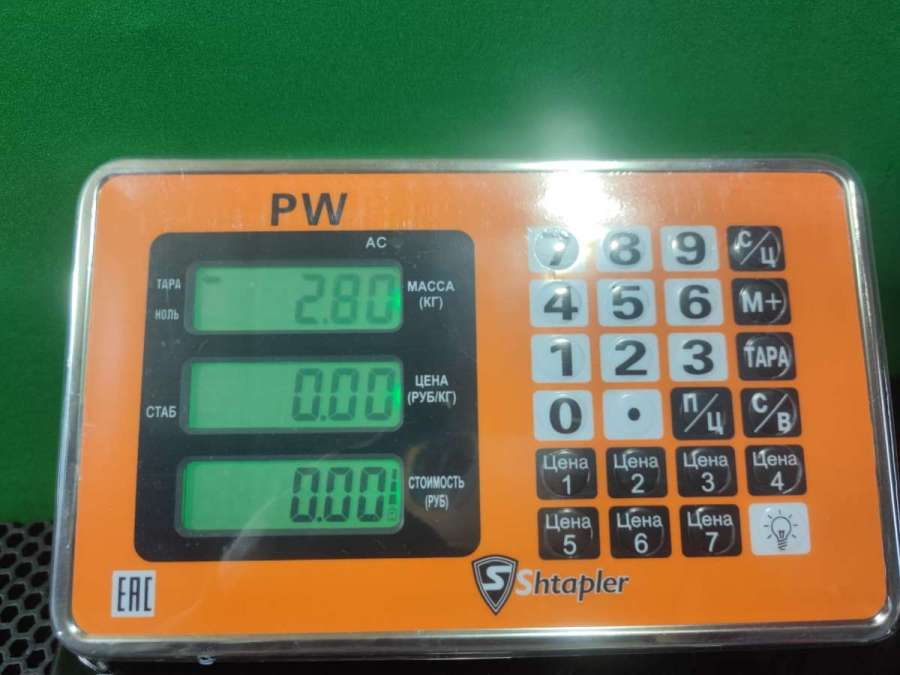 PW
AC
ТАРА
НОЛЬ
2.80
МАССА
(КГ)
0.00
ЦЕНА
(РУБ/КГ)
СТАБ
0.00
СТОИМОСТЬ
(РУБ)
7 8 9 С/Ц
4 5 6 М+
1 2 3 ТАРА
0 . П/Ц С/В
Цена 1 Цена 2 Цена 3 Цена 4
Цена 5 Цена 6 Цена 7
EAC
S Shtapler